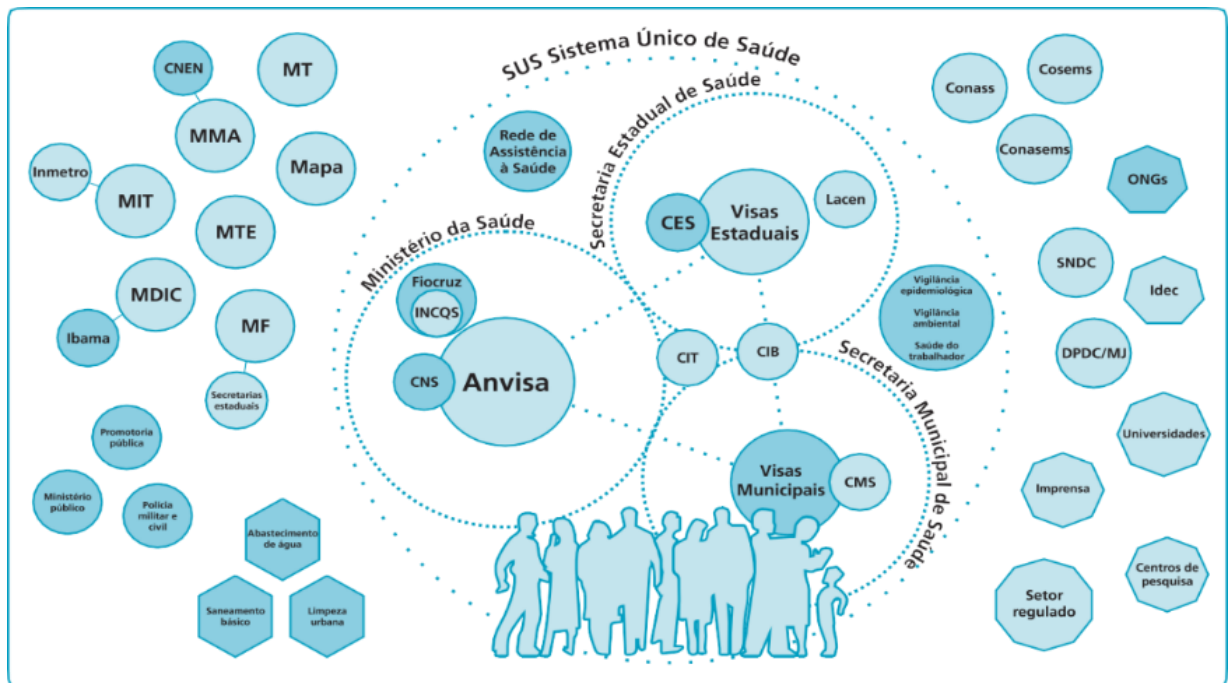 SUS Sistema Único de Saúde
CNEN
MT
MMA
Inmetro
MIT
Mapa
MTE
MDIC
Ibama
MF
Secretarias
estaduais
Promotoria
pública
Ministério
público
Polícia
militar e
civil
Abastecimento
de água
Saneamento
básico
Limpeza
urbana
Rede de
Assistência
à Saúde
Ministério da Saúde
Fiocruz
INCQS
CNS
Anvisa
Secretaria Estadual de Saúde
CES
Visas
Estaduais
Lacen
CIT
CIB
Vigilância
epidemiológica
Vigilância
ambiental
Saúde do
trabalhador
Secretaria Municipal de Saúde
Visas
Municipais
CMS
Conass
Cosems
Conasems
ONGs
SNDC
Idec
DPDC/MJ
Universidades
Imprensa
Centros de
pesquisa
Setor
regulado